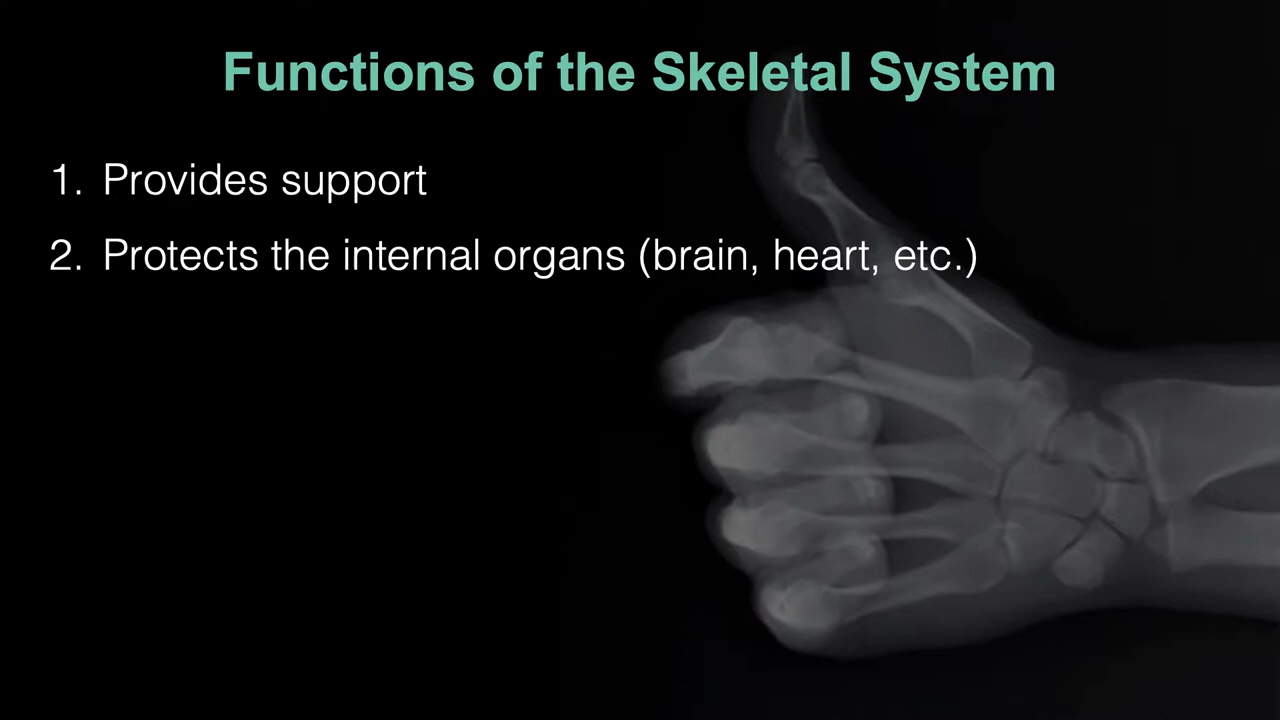 Functions of the Skeletal System
1. Provides support
2. Protects the internal organs (brain, heart, etc.)